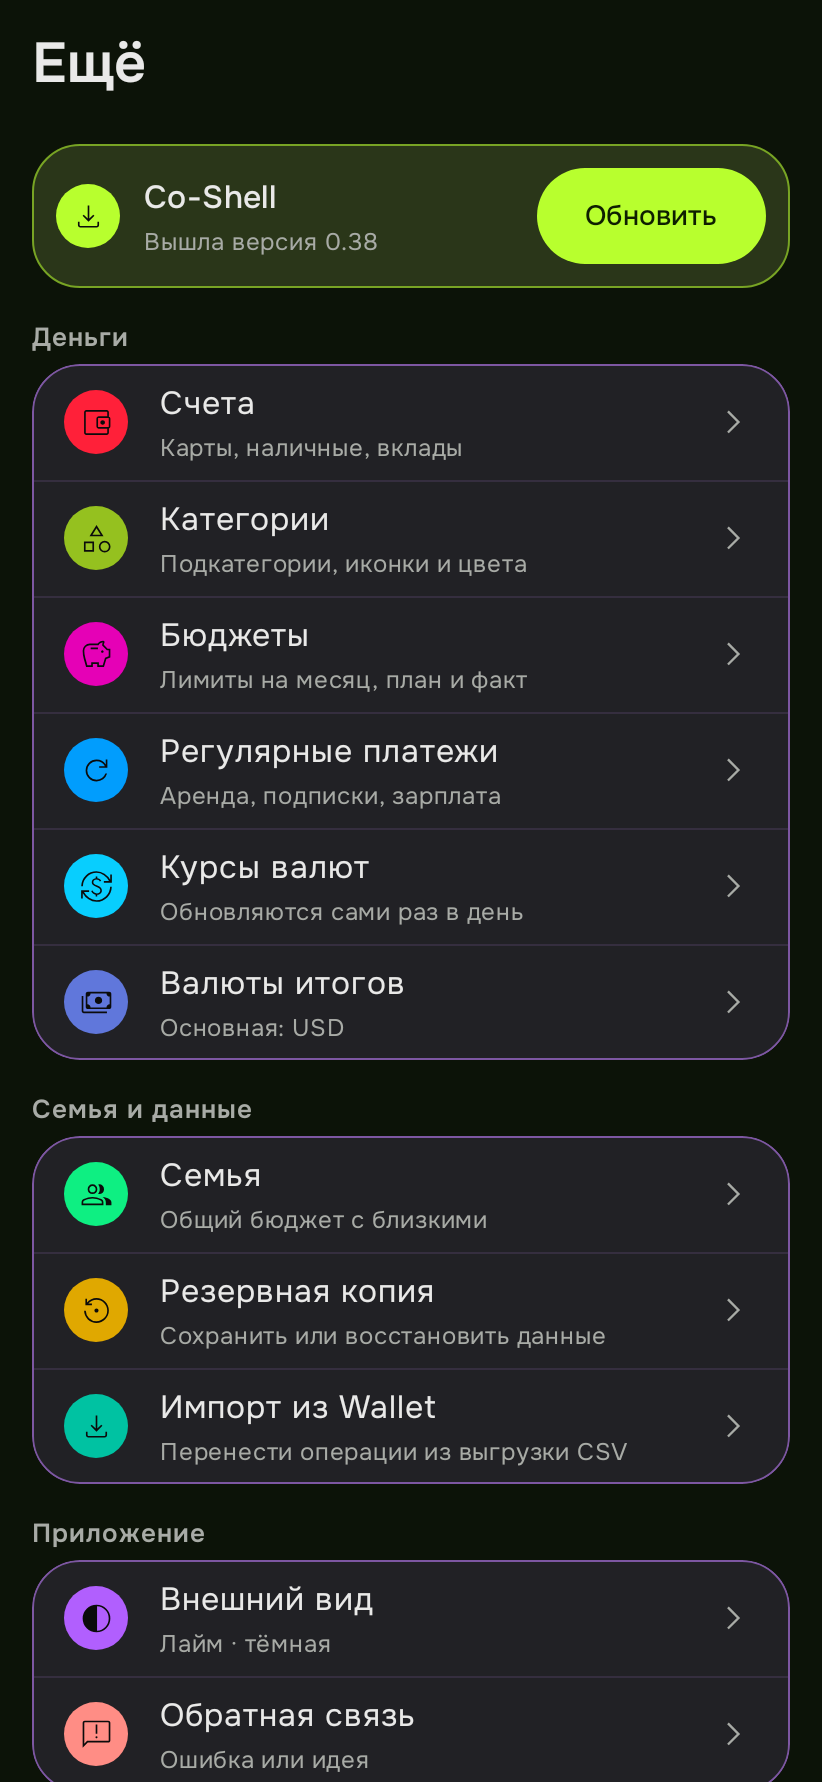 Ещё
Co-Shell
Вышла версия 0.38
Обновить
Деньги
Счета
Карты, наличные, вклады
Категории
Подкатегории, иконки и цвета
Бюджеты
Лимиты на месяц, план и факт
Регулярные платежи
Аренда, подписки, зарплата
Курсы валют
Обновляются сами раз в день
Валюты итогов
Основная: USD
Семья и данные
Семья
Общий бюджет с близкими
Резервная копия
Сохранить или восстановить данные
Импорт из Wallet
Перенести операции из выгрузки CSV
Приложение
Внешний вид
Лайм · тёмная
Обратная связь
Ошибка или идея